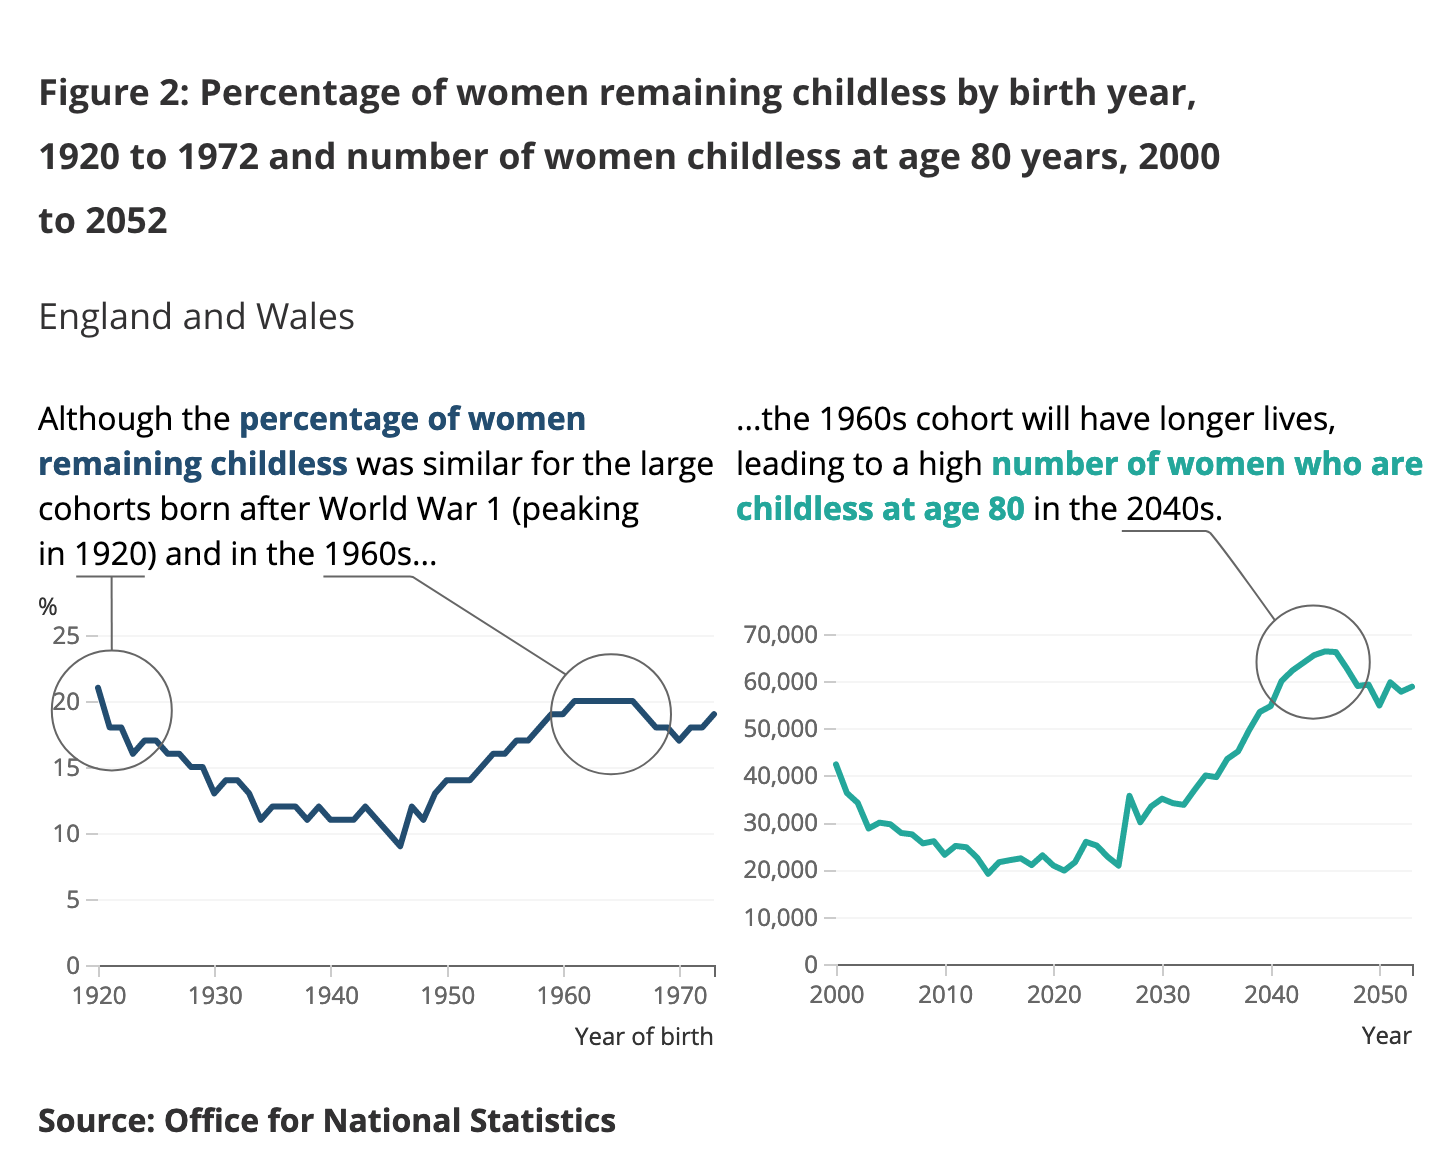 Figure 2: Percentage of women remaining childless by birth year,
1920 to 1972 and number of women childless at age 80 years, 2000
to 2052
England and Wales
Although the percentage of women
remaining childless was similar for the large
cohorts born after World War 1 (peaking
in 1920) and in the 1960s...
%
25
20
15
10
5
0
1920 1930 1940 1950 1960 1970
Year of birth
...the 1960s cohort will have longer lives,
leading to a high number of women who are
childless at age 80 in the 2040s.
70,000
60,000
50,000
40,000
30,000
20,000
10,000
0
2000 2010 2020 2030 2040 2050
Year
Source: Office for National Statistics